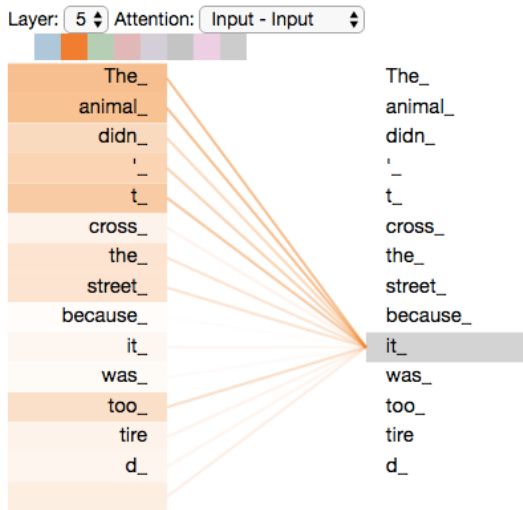 Layer: 5 Attention: Input - Input
The_ The_
animal_ animal_
didn_ didn_
'_ '_
t_ t_
cross_ cross_
the_ the_
street_ street_
because_ because_
it_ it_
was_ was_
too_ too_
tire tire
d_ d_